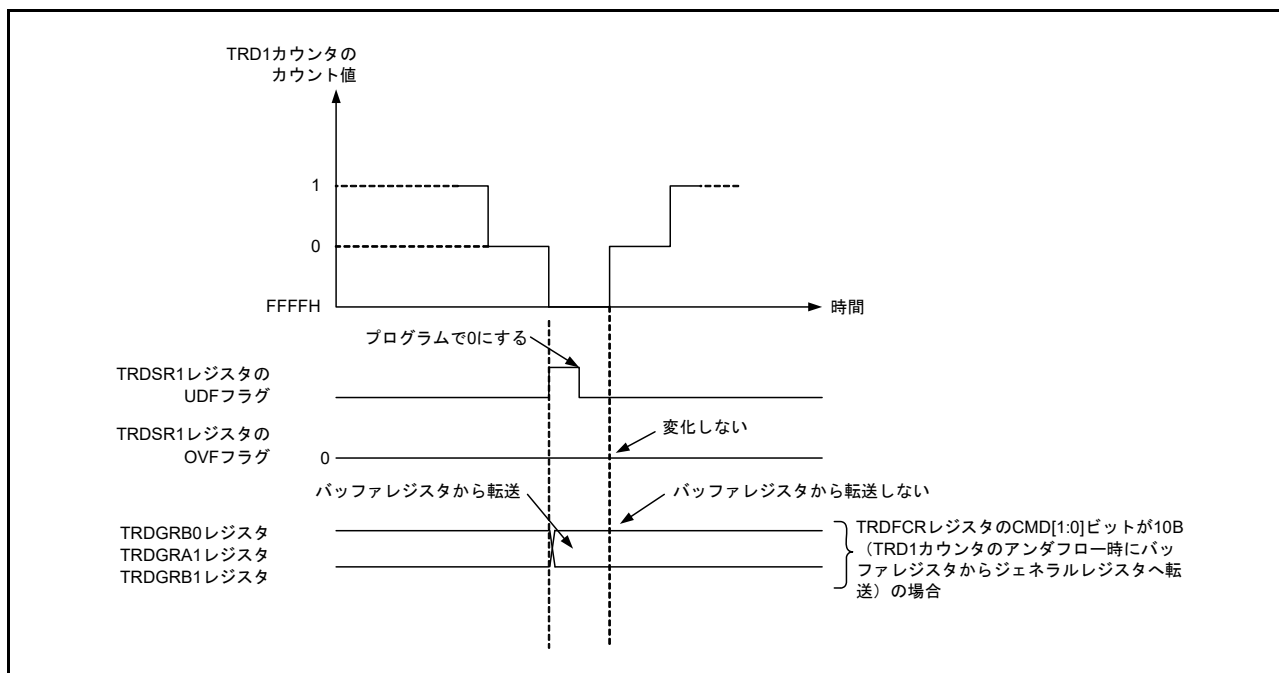 TRD1カウンタの
カウント値
1
0
FFFFH
時間
プログラムで0にする
TRDSR1レジスタの
UDFフラグ
変化しない
TRDSR1レジスタの
OVFフラグ
0
バッファレジスタから転送
バッファレジスタから転送しない
TRDGRB0レジスタ
TRDGRA1レジスタ
TRDGRB1レジスタ
TRDFCRレジスタのCMD[1:0]ビットが10B
(TRD1カウンタのアンダフロー時にバッ
ファレジスタからジェネラルレジスタへ転
送)の場合